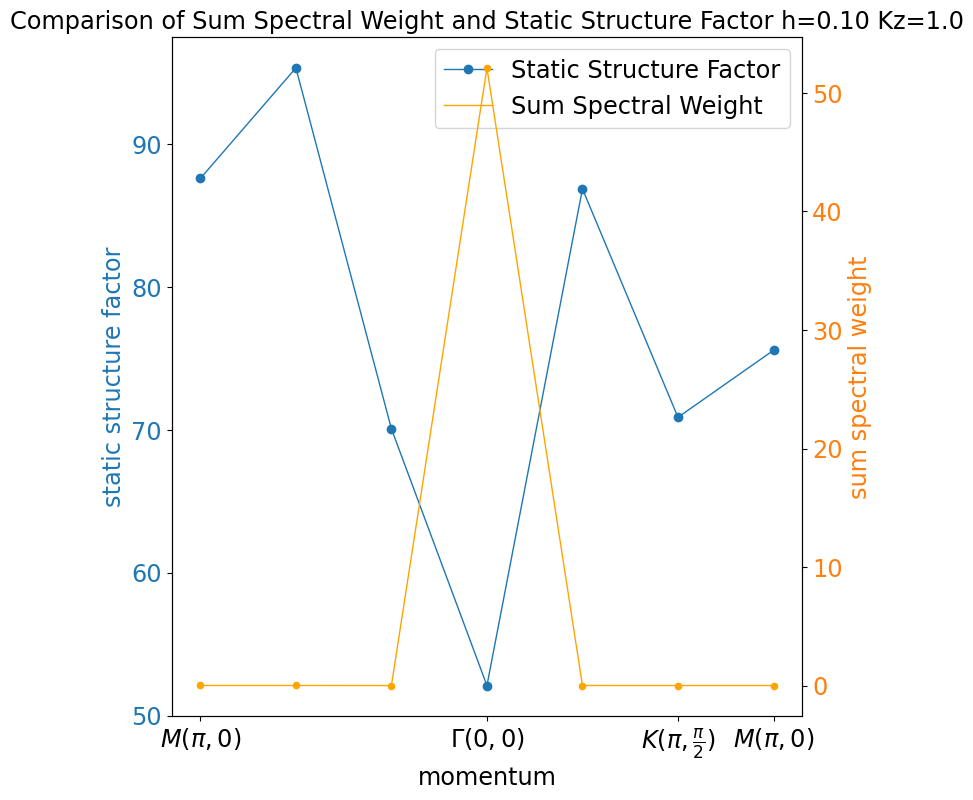 Comparison of Sum Spectral Weight and Static Structure Factor h=0.10 Kz=1.0
Static Structure Factor
Sum Spectral Weight
static structure factor
90
80
70
60
50
sum spectral weight
50
40
30
20
10
0
M(π, 0)
Γ(0, 0)
K(π, π/2)
M(π, 0)
momentum